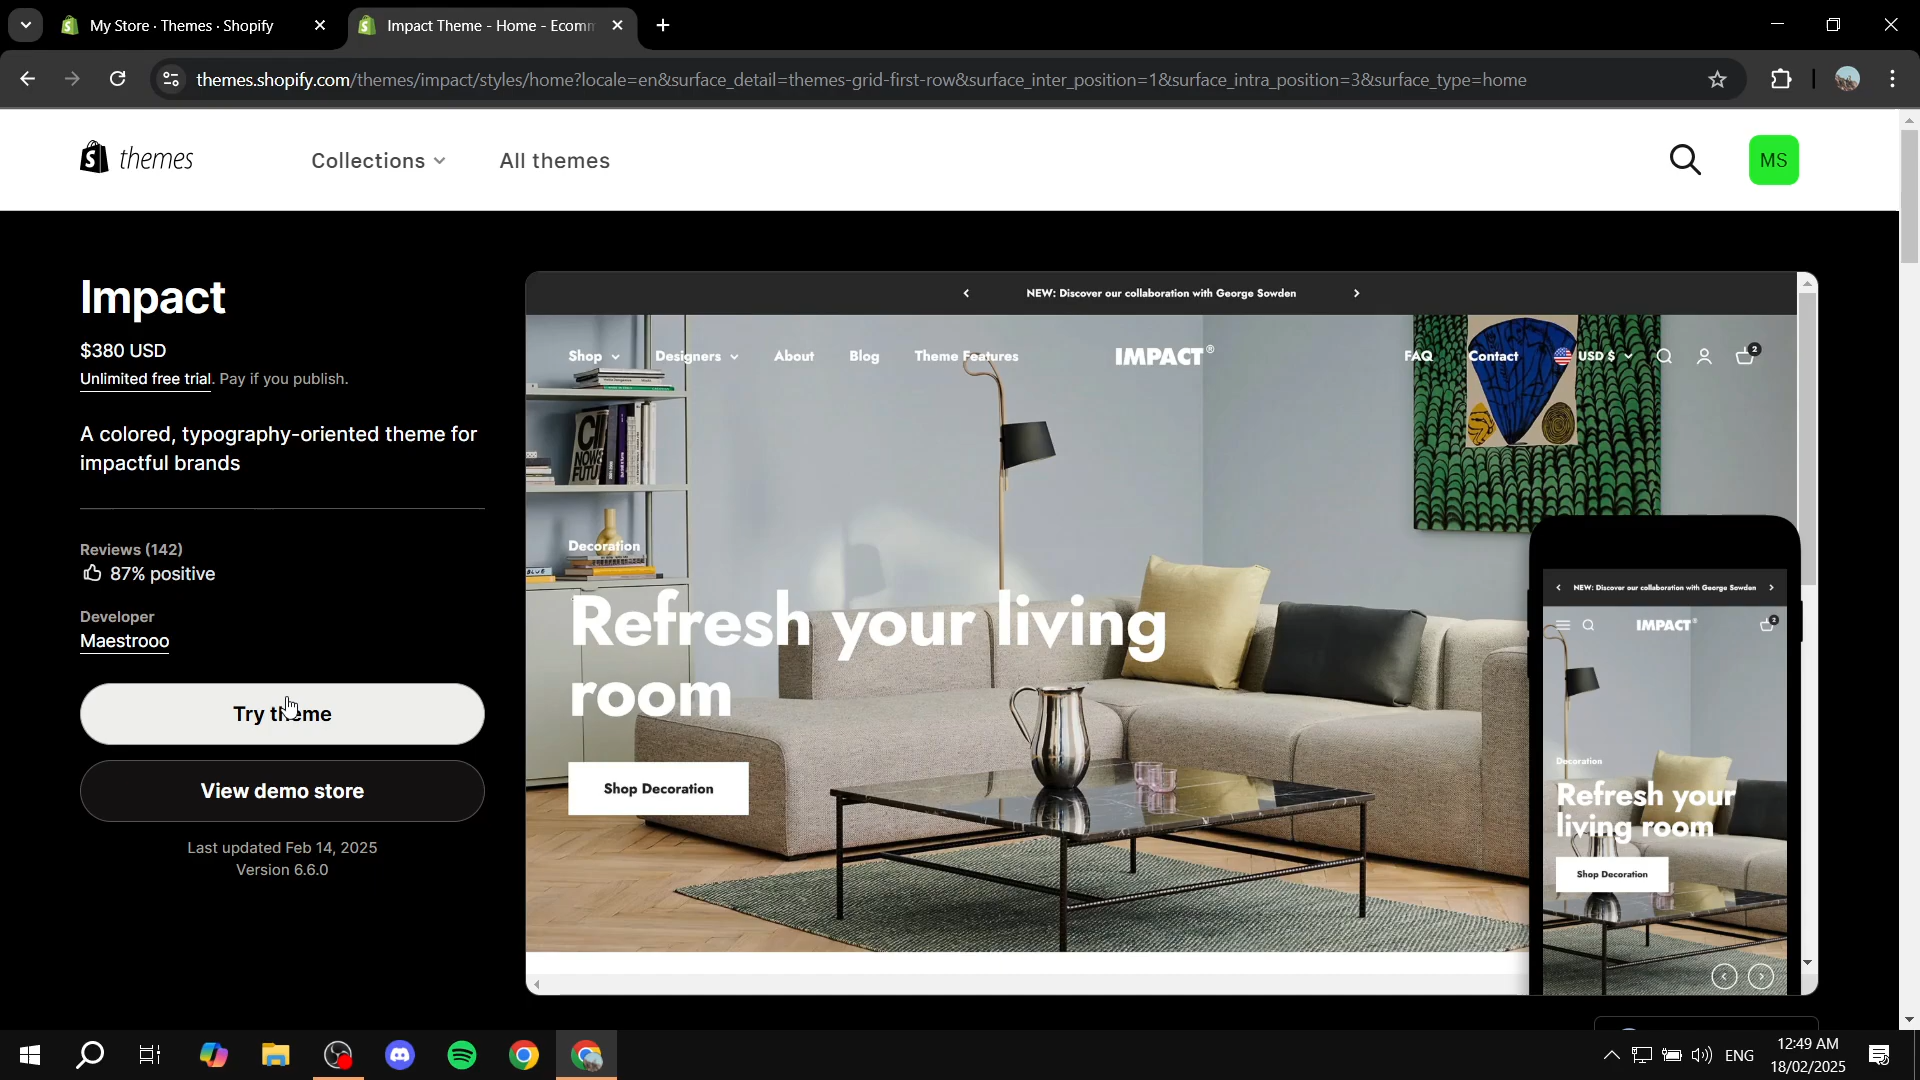 My Store · Themes · Shopify
Impact Theme - Home - Ecomm
themes.shopify.com/themes/impact/styles/home?locale=en&surface_detail=themes-grid-first-row&surface_inter_position=1&surface_intra_position=3&surface_type=home
themes
Collections
All themes
MS
Impact
$380 USD
Unlimited free trial. Pay if you publish.
A colored, typography-oriented theme for
impactful brands
Reviews (142)
87% positive
Developer
Maestrooo
Try theme
View demo store
Last updated Feb 14, 2025
Version 6.6.0
NEW: Discover our collaboration with George Sowden
Shop
Designers
About
Blog
Theme Features
IMPACT®
FAQ
Contact
USD $
2
Decoration
Refresh your living
room
Shop Decoration
NEW: Discover our collaboration with George Sowden
IMPACT®
2
Decoration
Refresh your
living room
Shop Decoration
BLUE
ENG
12:49 AM
18/02/2025